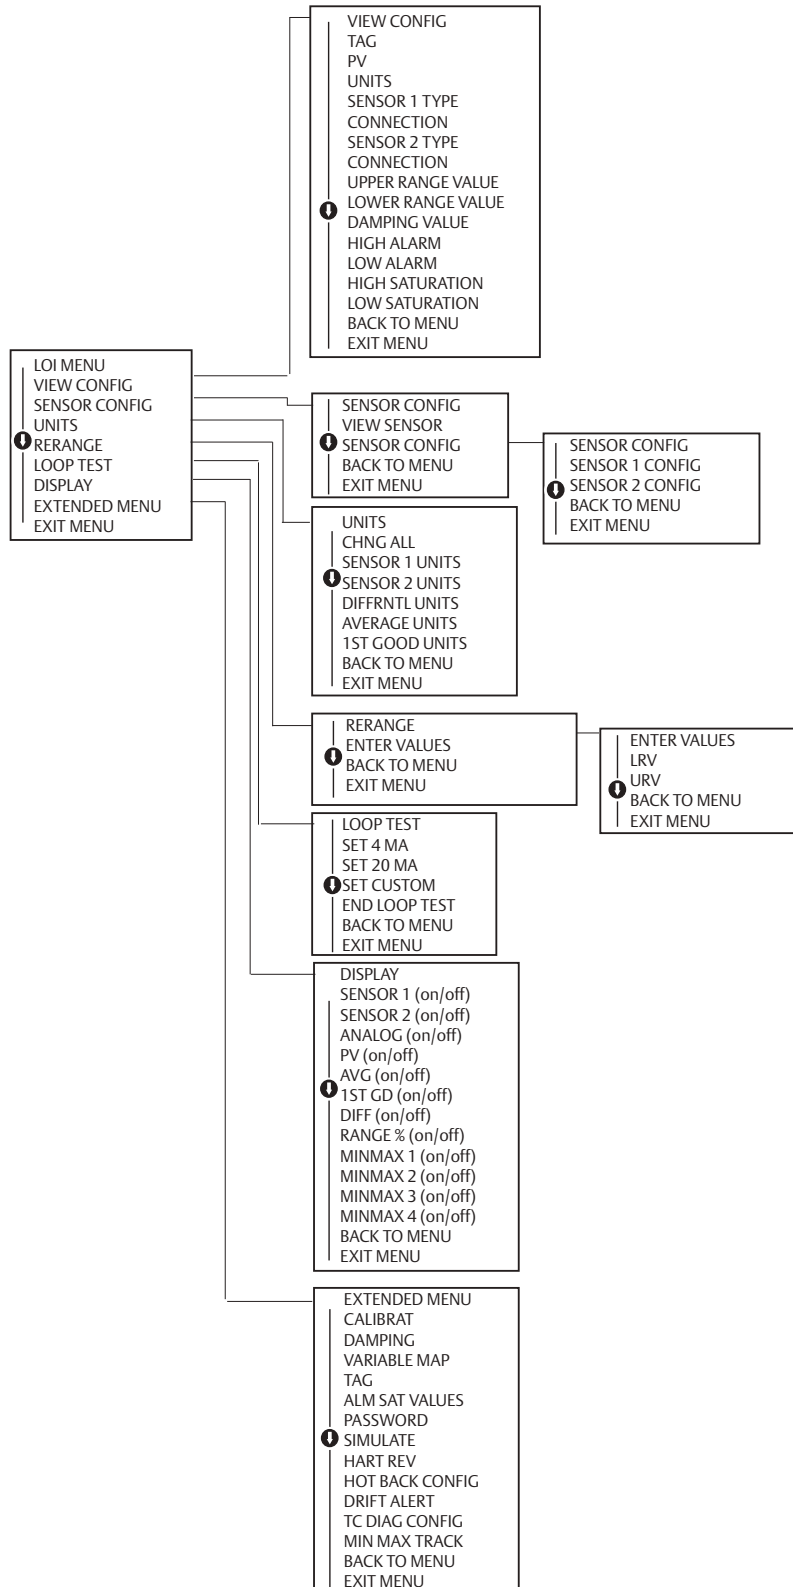 VIEW CONFIG
TAG
PV
UNITS
SENSOR 1 TYPE
CONNECTION
SENSOR 2 TYPE
CONNECTION
UPPER RANGE VALUE
LOWER RANGE VALUE
DAMPING VALUE
HIGH ALARM
LOW ALARM
HIGH SATURATION
LOW SATURATION
BACK TO MENU
EXIT MENU
LOI MENU
VIEW CONFIG
SENSOR CONFIG
UNITS
RERANGE
LOOP TEST
DISPLAY
EXTENDED MENU
EXIT MENU
SENSOR CONFIG
VIEW SENSOR
SENSOR CONFIG
BACK TO MENU
EXIT MENU
SENSOR CONFIG
SENSOR 1 CONFIG
SENSOR 2 CONFIG
BACK TO MENU
EXIT MENU
UNITS
CHNG ALL
SENSOR 1 UNITS
SENSOR 2 UNITS
DIFFRNTL UNITS
AVERAGE UNITS
1ST GOOD UNITS
BACK TO MENU
EXIT MENU
RERANGE
ENTER VALUES
BACK TO MENU
EXIT MENU
ENTER VALUES
LRV
URV
BACK TO MENU
EXIT MENU
LOOP TEST
SET 4 MA
SET 20 MA
SET CUSTOM
END LOOP TEST
BACK TO MENU
EXIT MENU
DISPLAY
SENSOR 1 (on/off)
SENSOR 2 (on/off)
ANALOG (on/off)
PV (on/off)
AVG (on/off)
1ST GD (on/off)
DIFF (on/off)
RANGE % (on/off)
MINMAX 1 (on/off)
MINMAX 2 (on/off)
MINMAX 3 (on/off)
MINMAX 4 (on/off)
BACK TO MENU
EXIT MENU
EXTENDED MENU
CALIBRAT
DAMPING
VARIABLE MAP
TAG
ALM SAT VALUES
PASSWORD
SIMULATE
HART REV
HOT BACK CONFIG
DRIFT ALERT
TC DIAG CONFIG
MIN MAX TRACK
BACK TO MENU
EXIT MENU